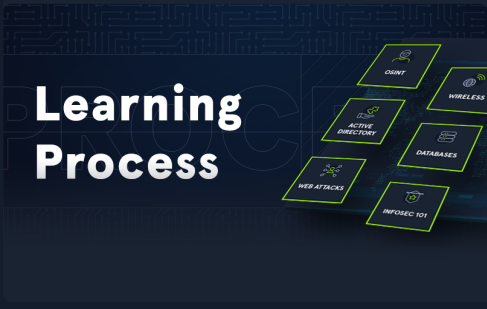 Learning
Process
OSINT
WIRELESS
ACTIVE
DIRECTORY
DATABASES
WEB ATTACKS
INFOSEC 101